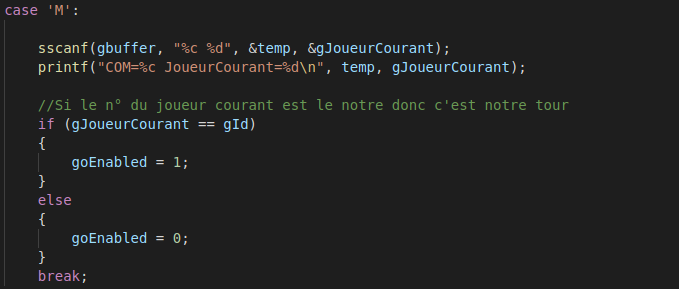 case 'M':
sscanf(gbuffer, "%c %d", &temp, &gJoueurCourant);
printf("COM=%c JoueurCourant=%d\n", temp, gJoueurCourant);
//Si le n° du joueur courant est le notre donc c'est notre tour
if (gJoueurCourant == gId)
{
goEnabled = 1;
}
else
{
goEnabled = 0;
}
break;